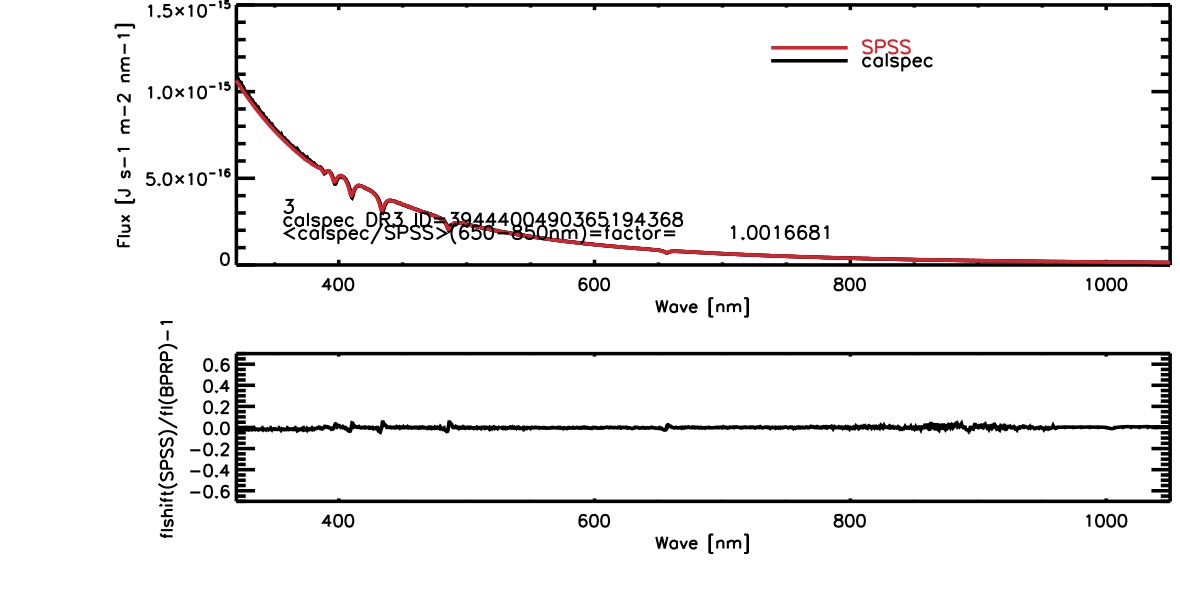 1.5×10−15
SPSS
calspec
1.0×10−15
5.0×10−16
0
Flux [J s−1 m−2 nm−1]
3
calspec DR3 ID=3944400490365194368
<calspec/SPSS>(650−850nm)=factor= 1.0016681
400 600 800 1000
Wave [nm]
flshift(SPSS)/fl(BPRP)−1
0.6
0.4
0.2
0.0
−0.2
−0.4
−0.6
400 600 800 1000
Wave [nm]